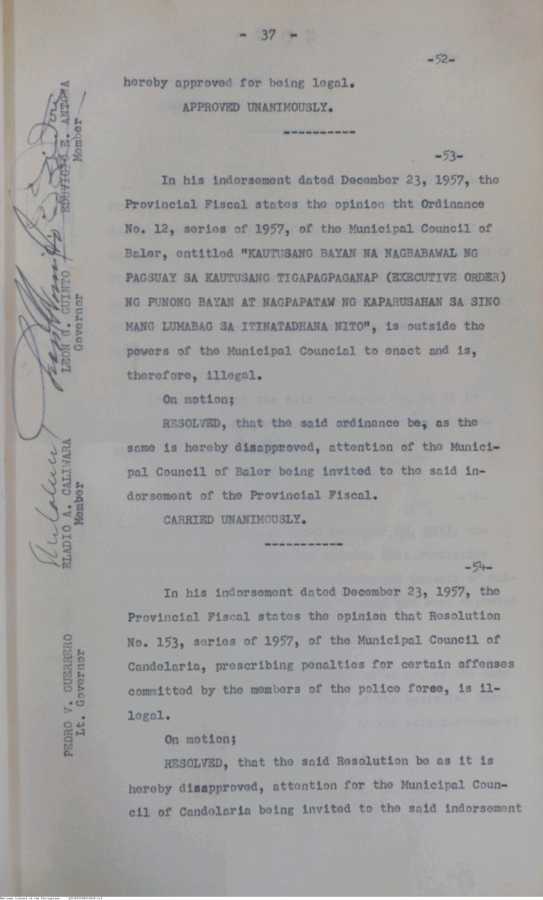 - 37 -
-52-
hereby approved for being legal.
APPROVED UNANIMOUSLY.
-----------
-53-
In his indorsement dated December 23, 1957, the
Provincial Fiscal states the opinion tht Ordinance
No. 12, series of 1957, of the Municipal Council of
Baler, entitled "KAUTUSANG BAYAN NA NAGBABAWAL NG
PAGSUAY SA KAUTUSANG TIGAPAGPAGANAP (EXECUTIVE ORDER)
NG PUNONG BAYAN AT NAGPAPATAW NG KAPARUSAHAN SA SINO
MANG LUMABAG SA ITINATADHANA NITO", is outside the
powers of the Municipal Councial to enact and is,
therefore, illegal.
On motion;
RESOLVED, that the said ordinance be, as the
same is hereby disapproved, attention of the Munici-
pal Council of Baler being invited to the said in-
dorsement of the Provincial Fiscal.
CARRIED UNANIMOUSLY.
------------
-54-
In his indorsement dated December 23, 1957, the
Provincial Fiscal states the opinion that Resolution
No. 153, series of 1957, of the Municipal Council of
Candelaria, prescribing penalties for certain offenses
committed by the members of the police force, is il-
legal.
On motion;
RESOLVED, that the said Resolution be as it is
hereby disapproved, attention for the Municipal Coun-
cil of Candelaria being invited to the said indorsement
PEDRO V. GUERRERO
Lt. Governor
ELADIO A. CALIWARA
Member
LEON G. GUINTO
Governor
E. ANTONA
Member